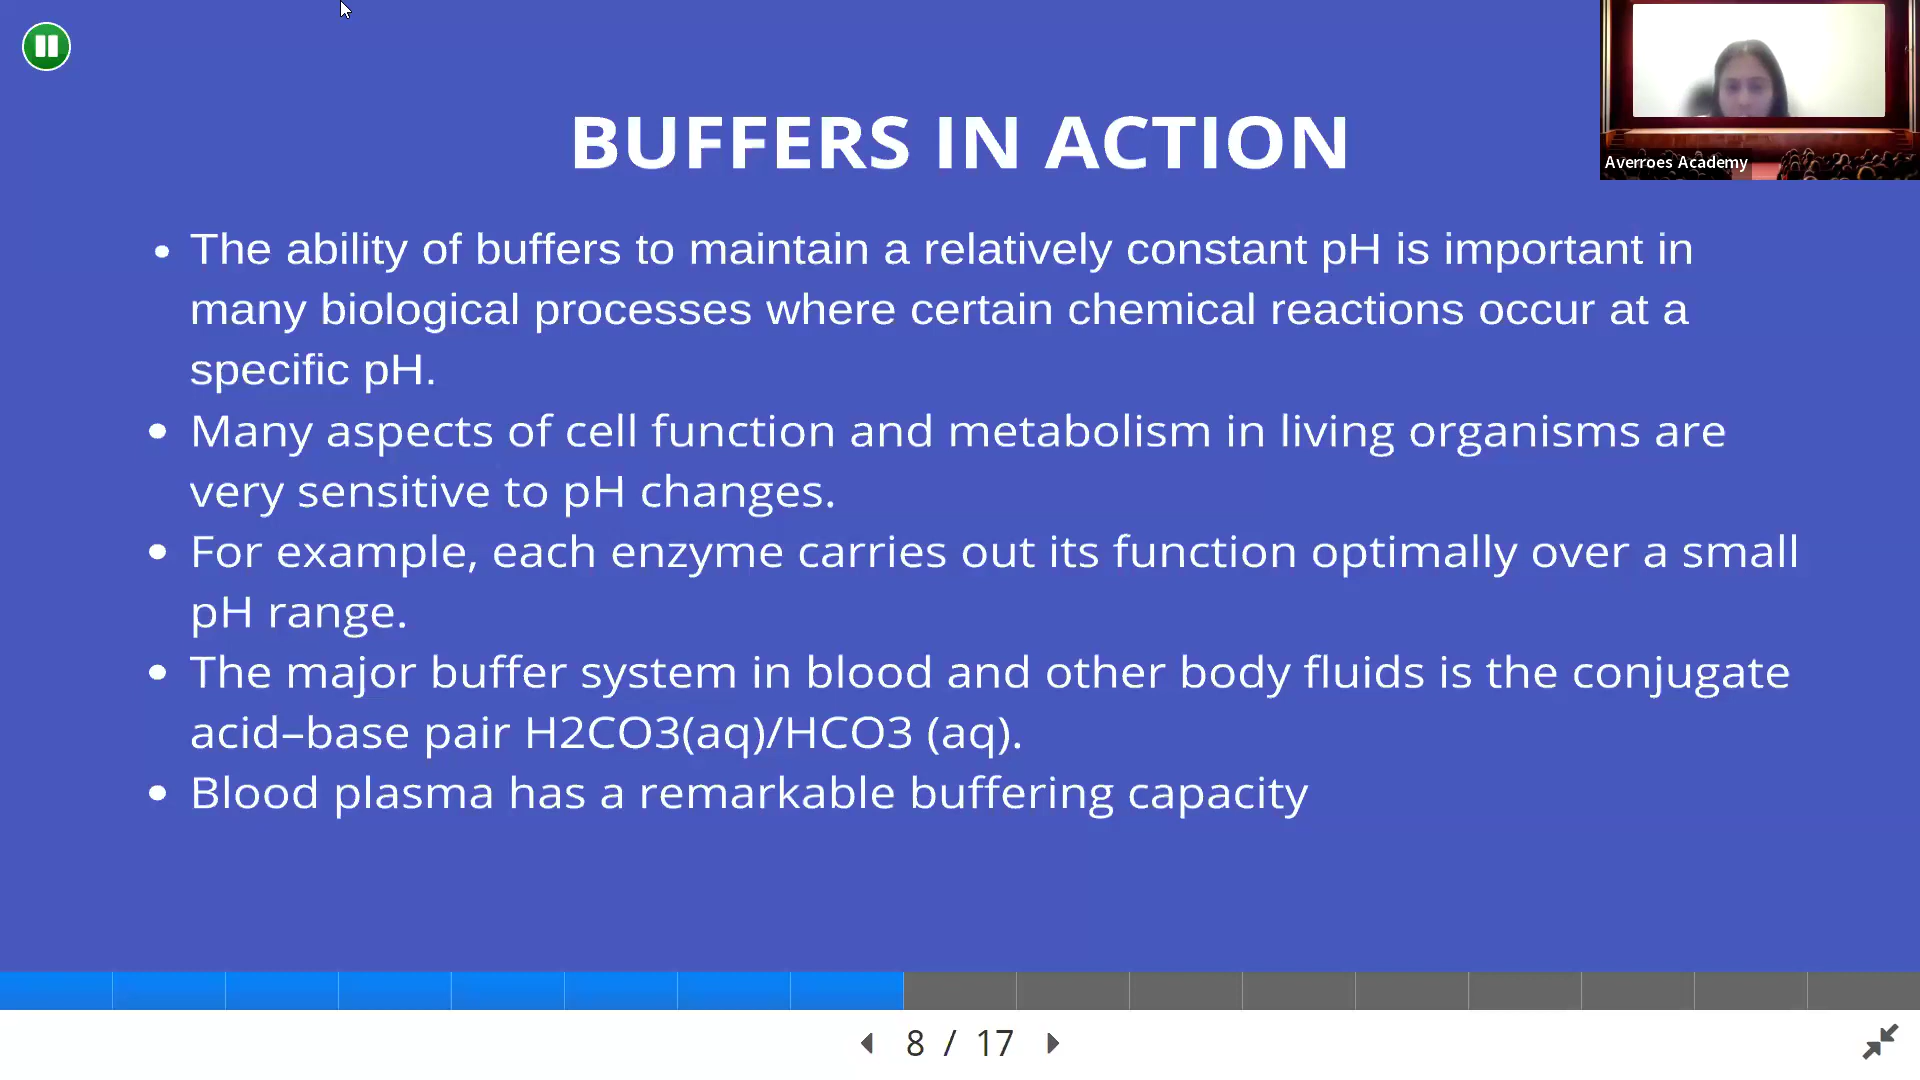 BUFFERS IN ACTION
Averroes Academy
• The ability of buffers to maintain a relatively constant pH is important in
many biological processes where certain chemical reactions occur at a
specific pH.
• Many aspects of cell function and metabolism in living organisms are
very sensitive to pH changes.
• For example, each enzyme carries out its function optimally over a small
pH range.
• The major buffer system in blood and other body fluids is the conjugate
acid–base pair H2CO3(aq)/HCO3 (aq).
• Blood plasma has a remarkable buffering capacity
8 / 17